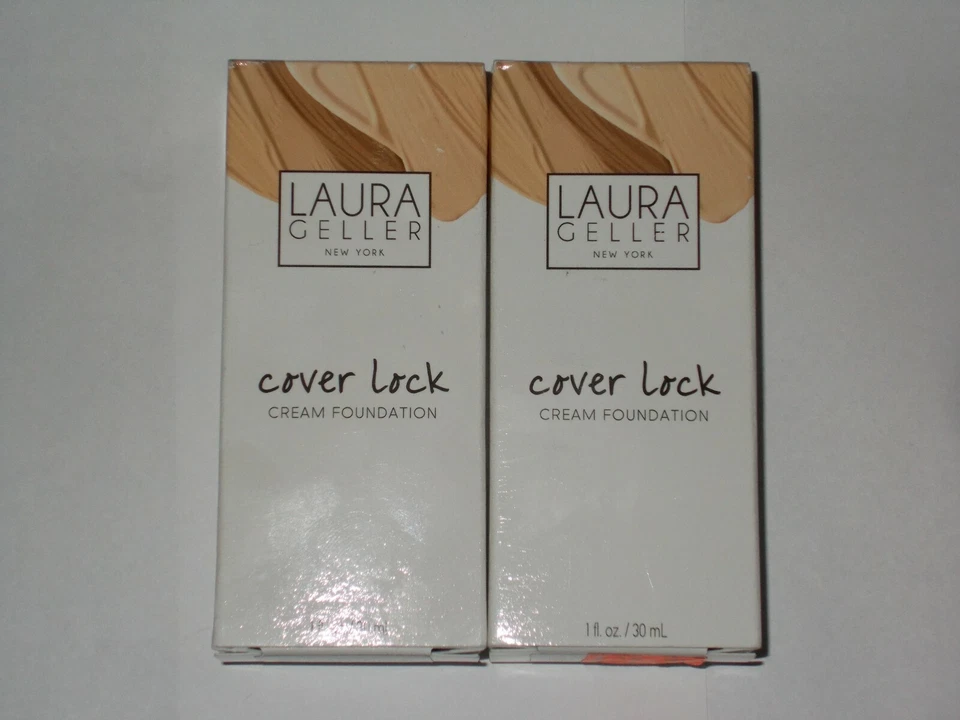 LAURA
GELLER
NEW YORK
cover lock
CREAM FOUNDATION
LAURA
GELLER
NEW YORK
cover lock
CREAM FOUNDATION
1 fl. oz. / 30 mL